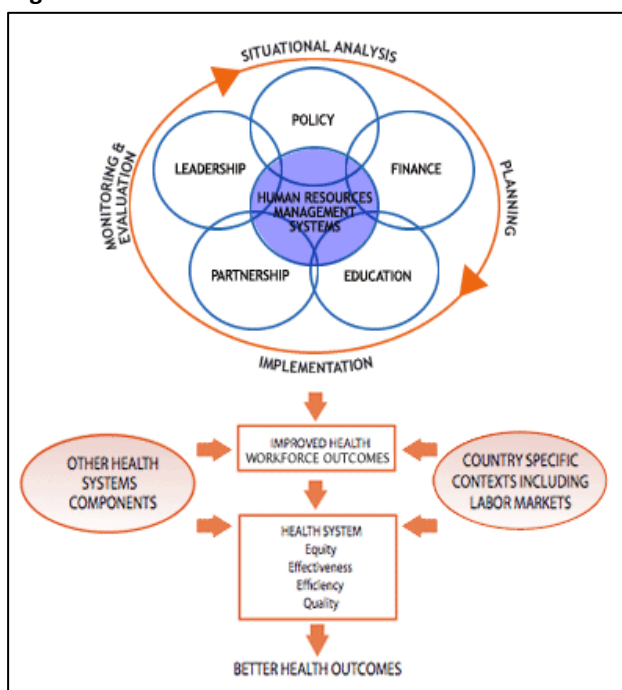 SITUATIONAL ANALYSIS
POLICY
LEADERSHIP
FINANCE
MONITORING &
EVALUATION
PLANNING
HUMAN RESOURCES
MANAGEMENT
SYSTEMS
PARTNERSHIP
EDUCATION
IMPLEMENTATION
IMPROVED HEALTH
WORKFORCE OUTCOMES
OTHER HEALTH
SYSTEMS
COMPONENTS
COUNTRY SPECIFIC
CONTEXTS INCLUDING
LABOR MARKETS
HEALTH SYSTEM
Equity
Effectiveness
Efficiency
Quality
BETTER HEALTH OUTCOMES